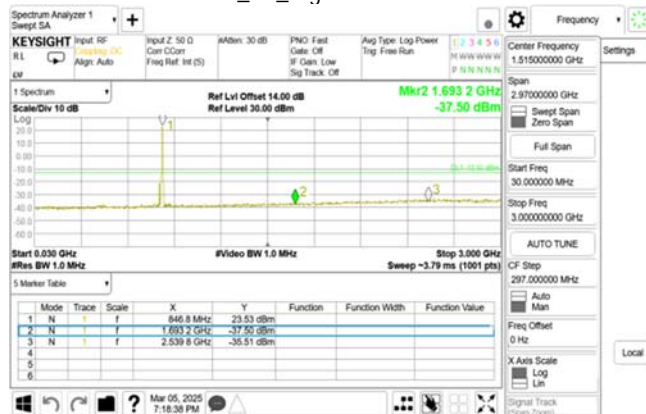 Spectrum Analyzer 1
Swept SA
Frequency
KEYSIGHT
Input: RF
Coupling: DC
Align: Auto
Input Z: 50 Ω
Corr CCorr
Freq Ref: Int (S)
#Atten: 30 dB
PNO: Fast
Gate: Off
IF Gain: Low
Sig Track: Off
Avg Type: Log-Power
Trig: Free Run
1 2 3 4 5 6
M W W W W W
P N N N N N
RL
1 Spectrum
Scale/Div 10 dB
Ref Lvl Offset 14.00 dB
Ref Level 30.00 dBm
Mkr2 1.693 2 GHz
-37.50 dBm
Log
20.0
10.0
0.00
-10.0
-20.0
-30.0
-40.0
-50.0
-60.0
1
2
3
Start 0.030 GHz
#Res BW 1.0 MHz
#Video BW 1.0 MHz
Stop 3.000 GHz
Sweep ~3.79 ms (1001 pts)
5 Marker Table
Mode Trace Scale X Y Function Function Width Function Value
1 N 1 f 846.8 MHz 23.53 dBm
2 N 1 f 1.693 2 GHz -37.50 dBm
3 N 1 f 2.539 8 GHz -35.51 dBm
4
5
6
Mar 05, 2025
7:18:38 PM
Center Frequency
1.515000000 GHz
Settings
Span
2.97000000 GHz
Swept Span
Zero Span
Full Span
Start Freq
30.000000 MHz
Stop Freq
3.000000000 GHz
AUTO TUNE
CF Step
297.000000 MHz
Auto
Man
Freq Offset
0 Hz
X Axis Scale
Log
Lin
Local
Signal Track
(Span Zoom)